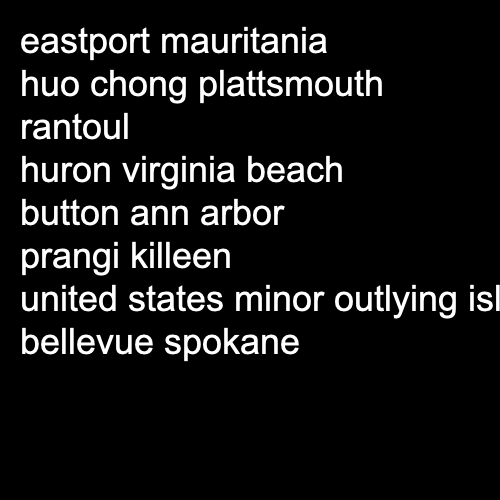 eastport mauritania
huo chong plattsmouth
rantoul
huron virginia beach
button ann arbor
prangi killeen
united states minor outlying isl
bellevue spokane